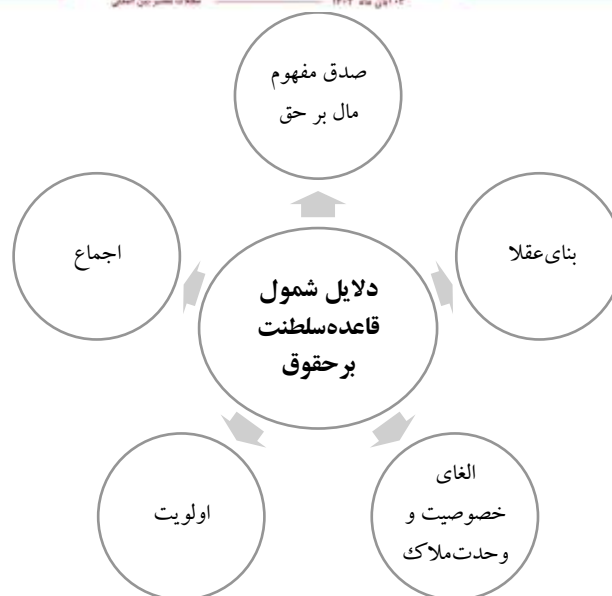 صدق مفهوم
مال بر حق
بنای‌عقلا
اجماع
دلایل شمول
قاعده‌سلطنت
برحقوق
الغای
خصوصیت و
وحدت‌ملاک
اولویت